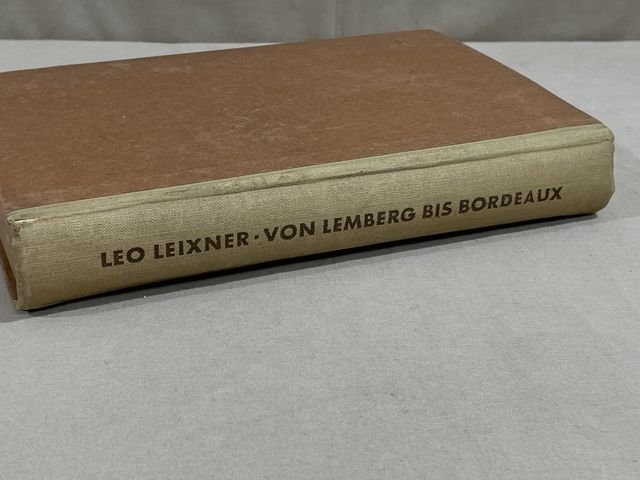 LEO LEIXNER · VON LEMBERG BIS BORDEAUX